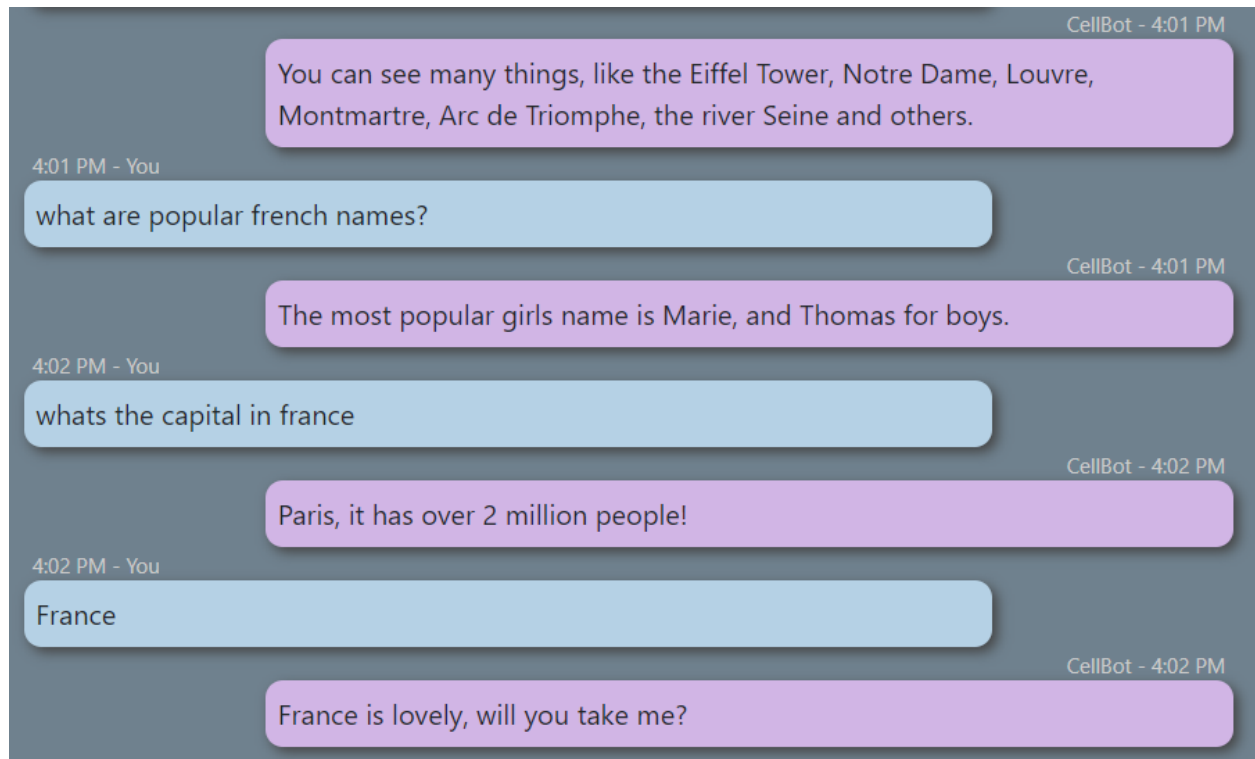 CellBot - 4:01 PM
You can see many things, like the Eiffel Tower, Notre Dame, Louvre,
Montmartre, Arc de Triomphe, the river Seine and others.
4:01 PM - You
what are popular french names?
CellBot - 4:01 PM
The most popular girls name is Marie, and Thomas for boys.
4:02 PM - You
whats the capital in france
CellBot - 4:02 PM
Paris, it has over 2 million people!
4:02 PM - You
France
CellBot - 4:02 PM
France is lovely, will you take me?